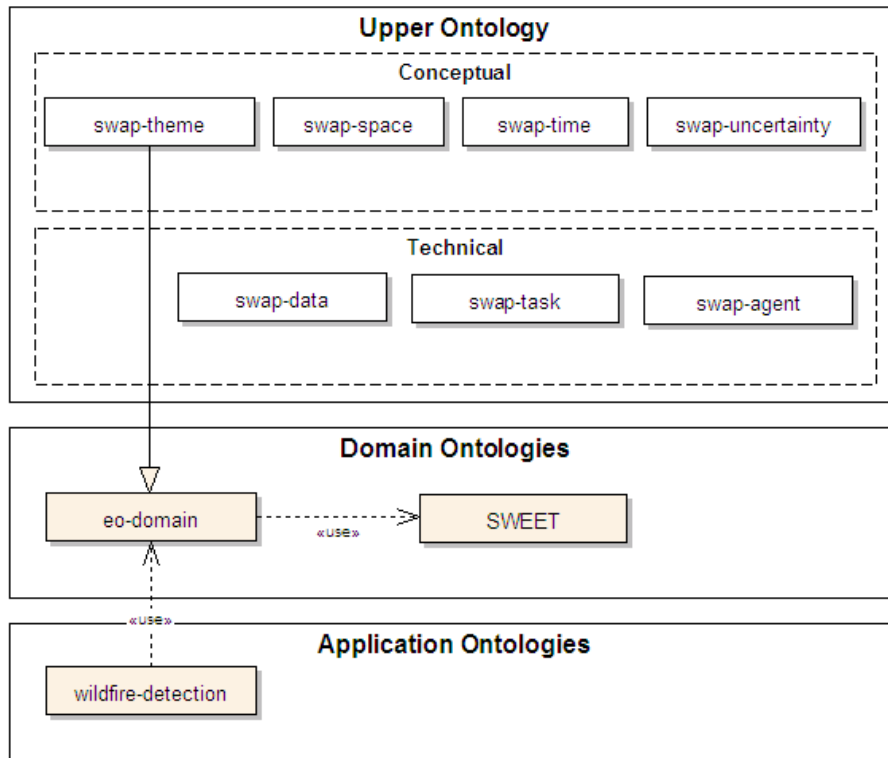 Upper Ontology
Conceptual
swap-theme
swap-space
swap-time
swap-uncertainty
Technical
swap-data
swap-task
swap-agent
Domain Ontologies
eo-domain
«use»
SWEET
«use»
Application Ontologies
wildfire-detection